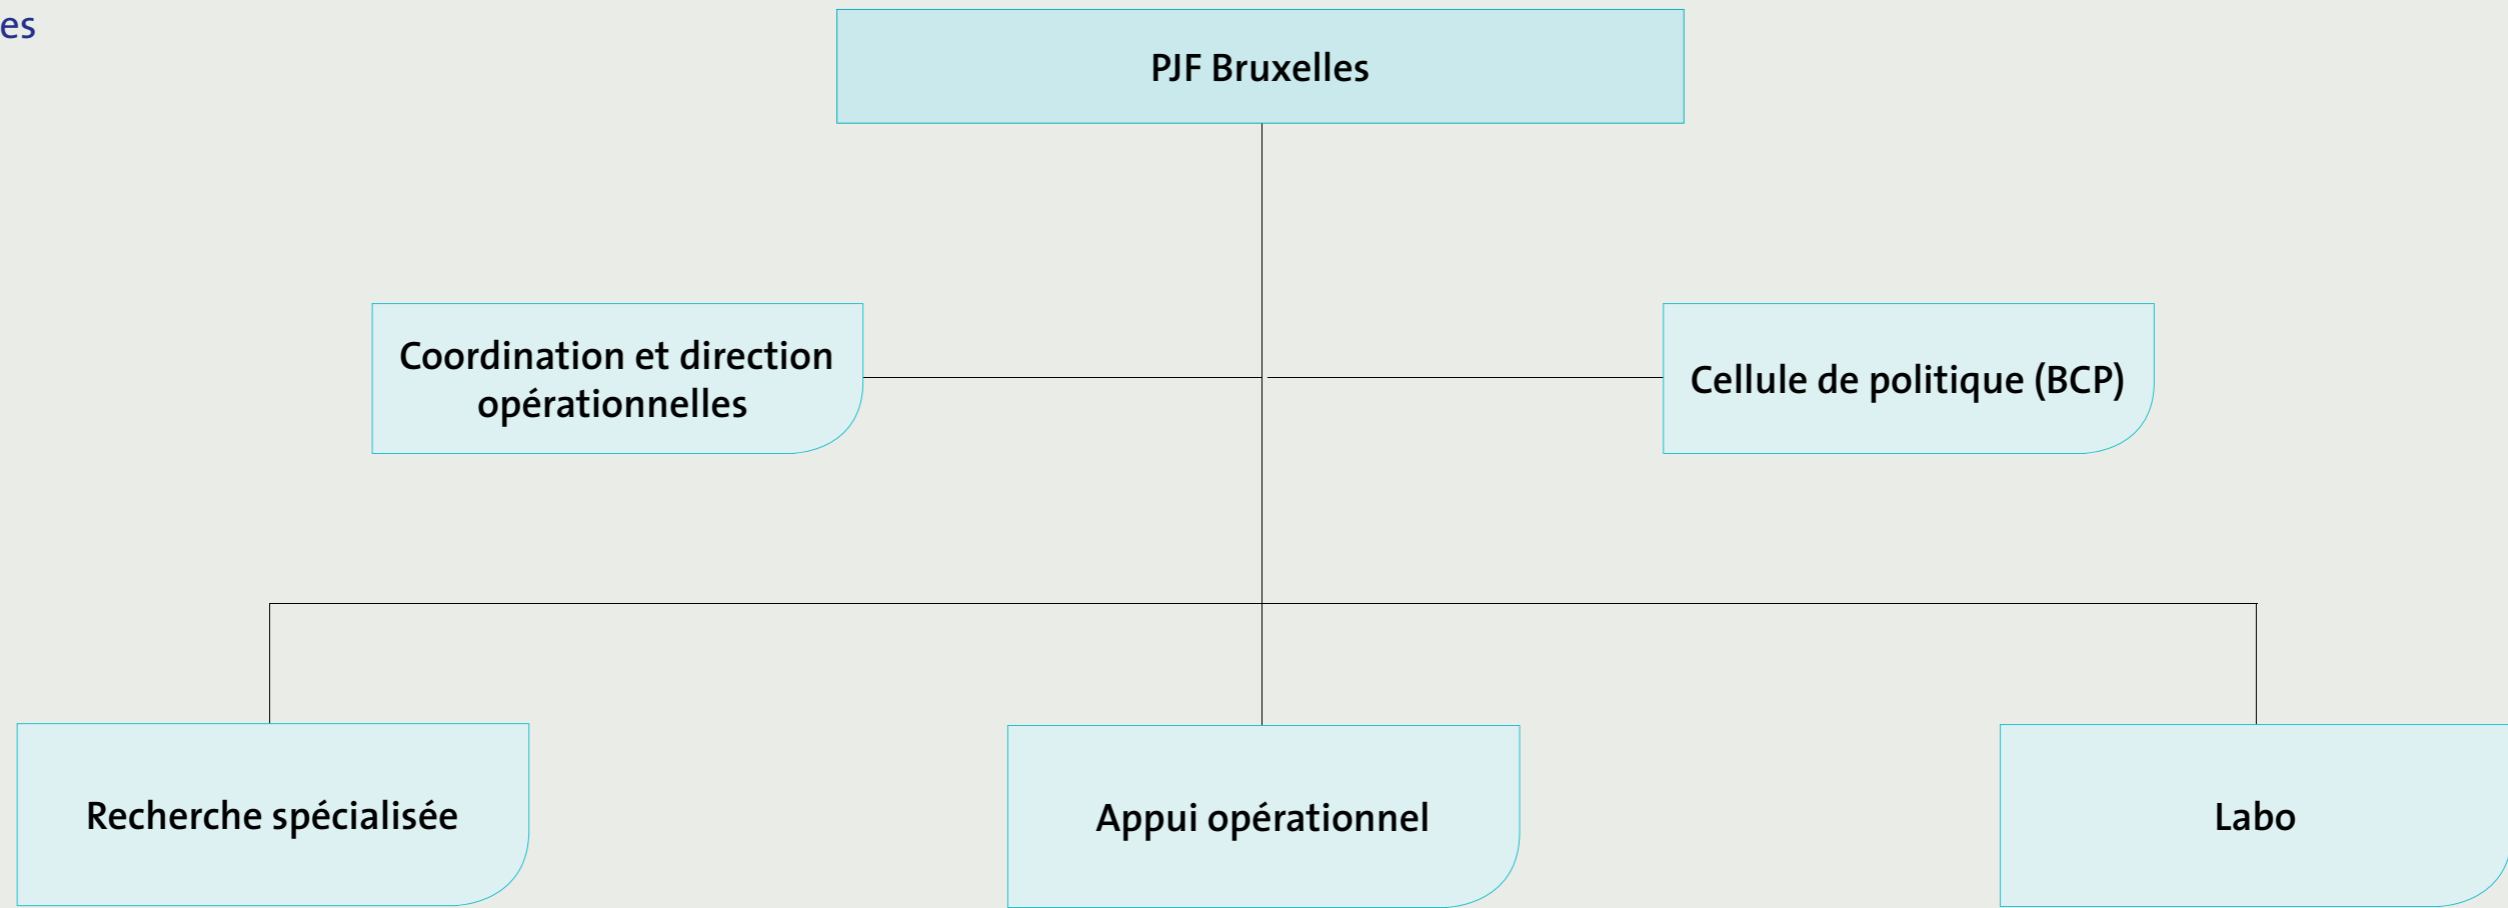 es
PJF Bruxelles
Coordination et direction
opérationnelles
Cellule de politique (BCP)
Recherche spécialisée
Appui opérationnel
Labo